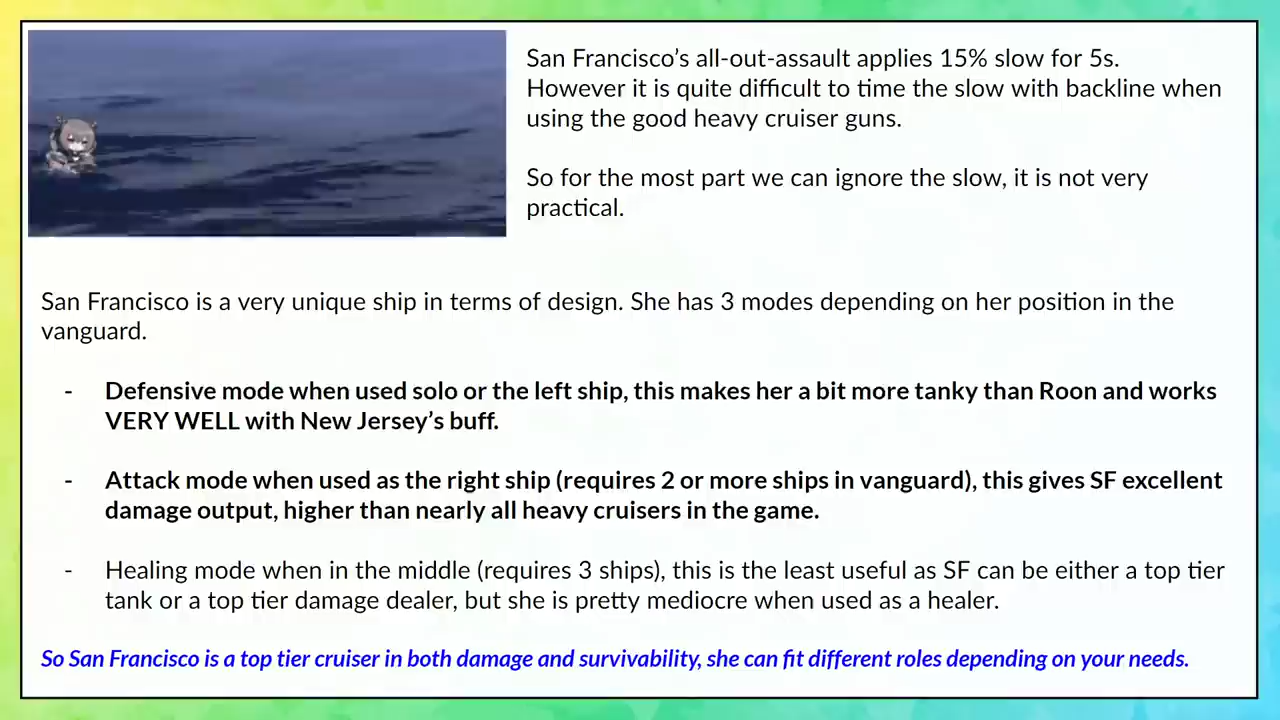 San Francisco’s all-out-assault applies 15% slow for 5s.
However it is quite difficult to time the slow with backline when
using the good heavy cruiser guns.
So for the most part we can ignore the slow, it is not very
practical.
San Francisco is a very unique ship in terms of design. She has 3 modes depending on her position in the
vanguard.
- Defensive mode when used solo or the left ship, this makes her a bit more tanky than Roon and works
VERY WELL with New Jersey’s buff.
- Attack mode when used as the right ship (requires 2 or more ships in vanguard), this gives SF excellent
damage output, higher than nearly all heavy cruisers in the game.
- Healing mode when in the middle (requires 3 ships), this is the least useful as SF can be either a top tier
tank or a top tier damage dealer, but she is pretty mediocre when used as a healer.
So San Francisco is a top tier cruiser in both damage and survivability, she can fit different roles depending on your needs.